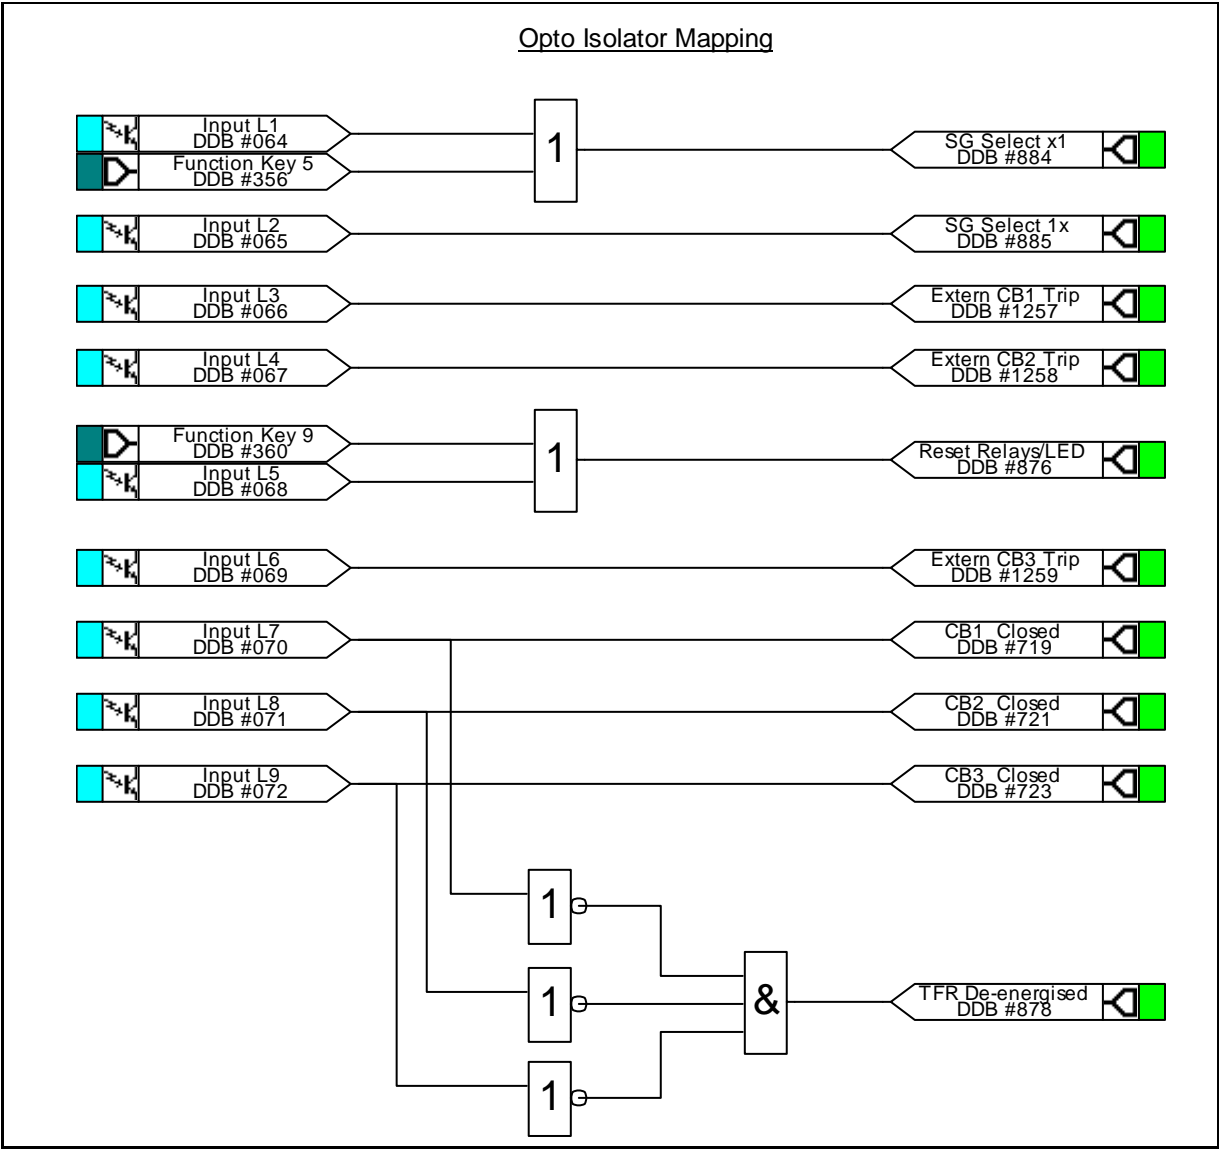 Opto Isolator Mapping
Input L1
DDB #064
Function Key 5
DDB #356
1
SG Select x1
DDB #884
Input L2
DDB #065
SG Select 1x
DDB #885
Input L3
DDB #066
Extern CB1 Trip
DDB #1257
Input L4
DDB #067
Extern CB2 Trip
DDB #1258
Function Key 9
DDB #360
Input L5
DDB #068
1
Reset Relays/LED
DDB #876
Input L6
DDB #069
Extern CB3 Trip
DDB #1259
Input L7
DDB #070
CB1 Closed
DDB #719
Input L8
DDB #071
CB2 Closed
DDB #721
Input L9
DDB #072
CB3 Closed
DDB #723
1
1
1
&
TFR De-energised
DDB #878